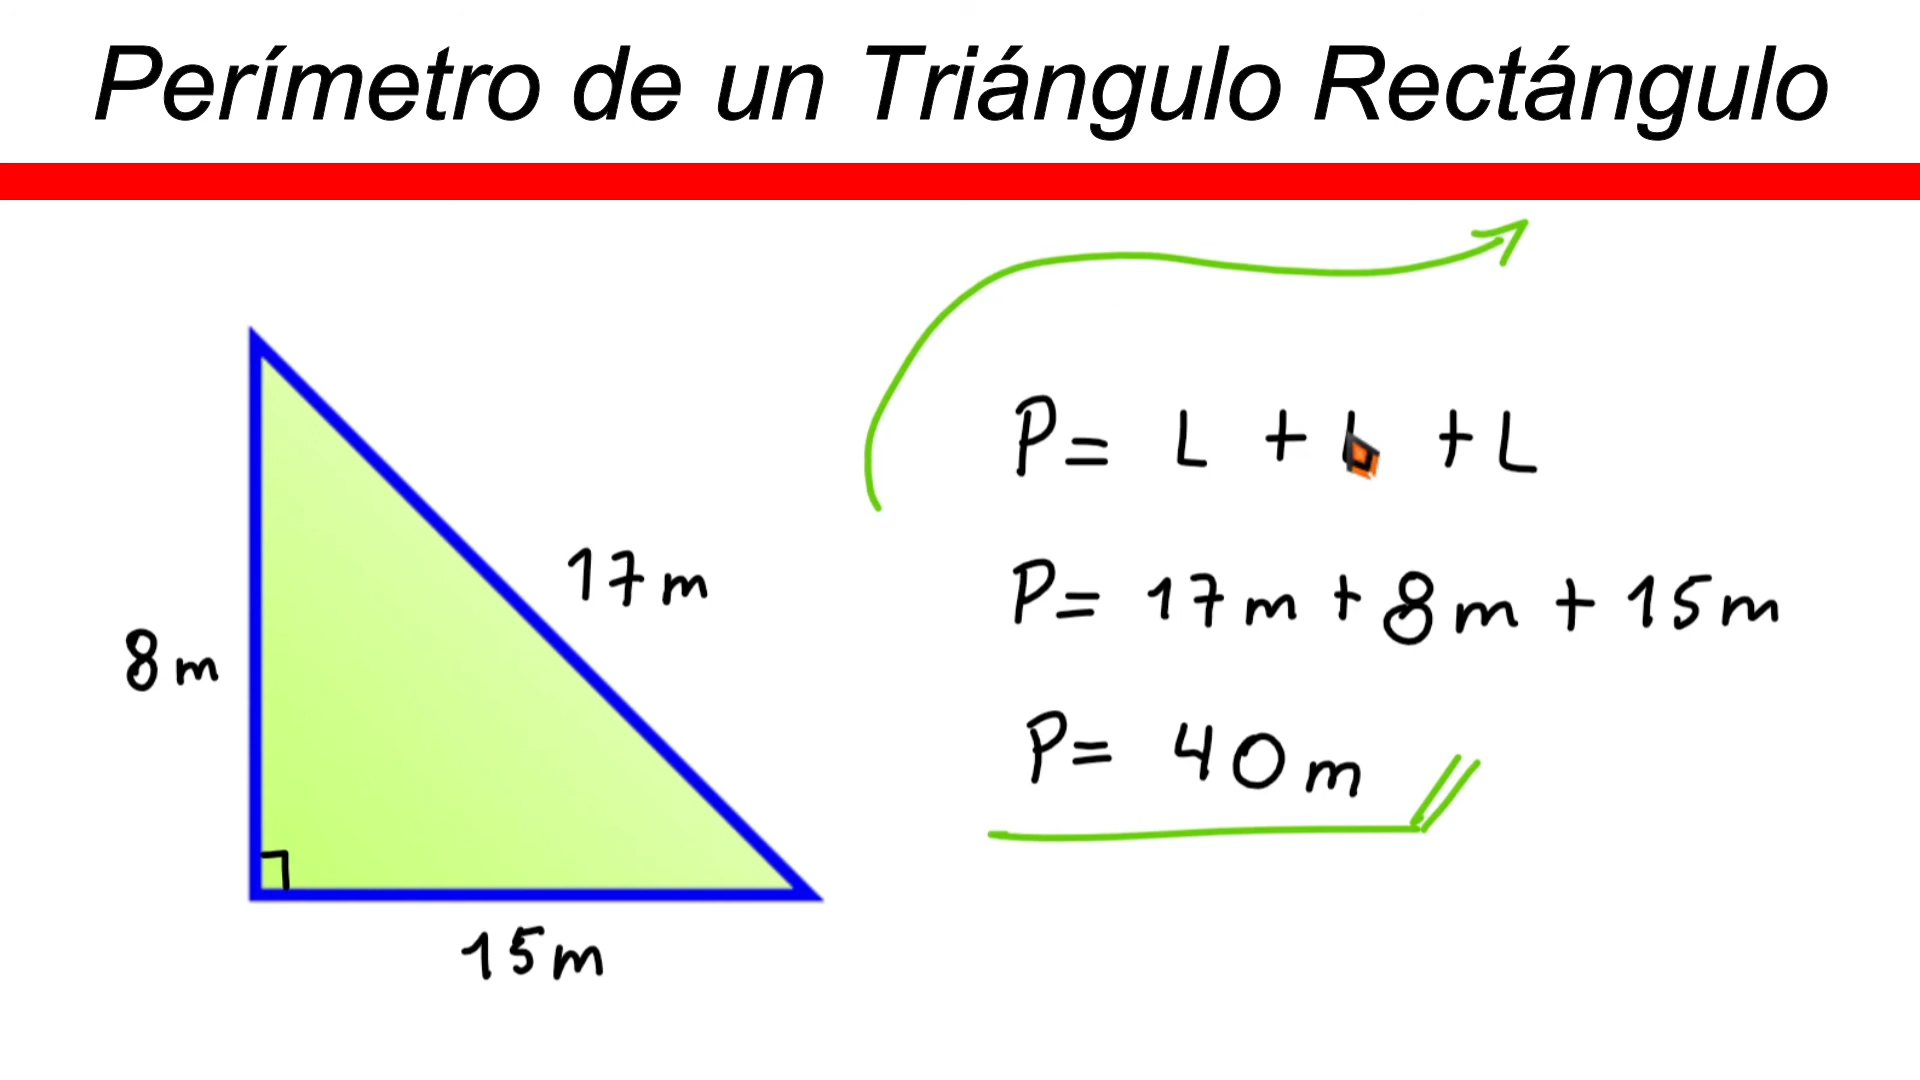 Perímetro de un Triángulo Rectángulo
P= L + L + L
17m
P= 17m + 8m + 15m
8m
P= 40m
15m